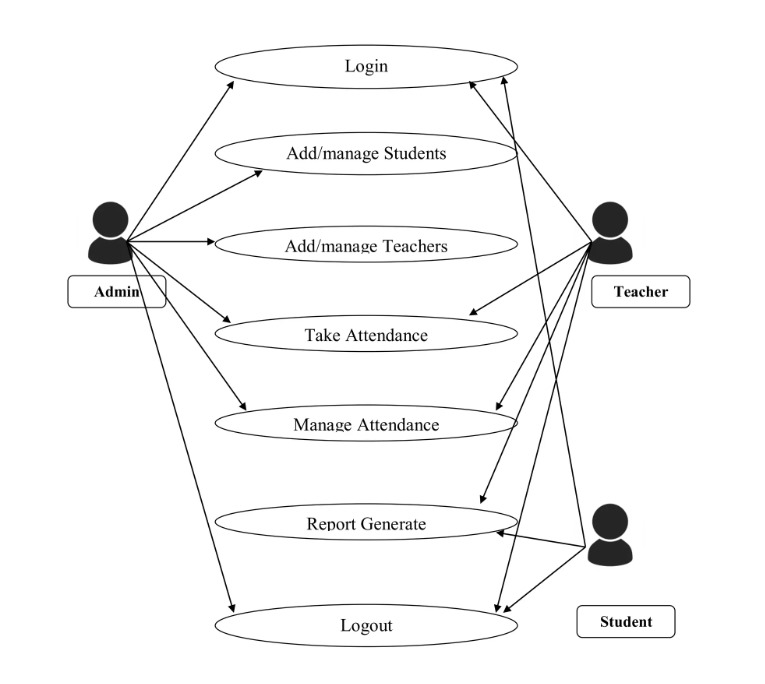 Login
Add/manage Students
Add/manage Teachers
Admin
Teacher
Take Attendance
Manage Attendance
Report Generate
Student
Logout